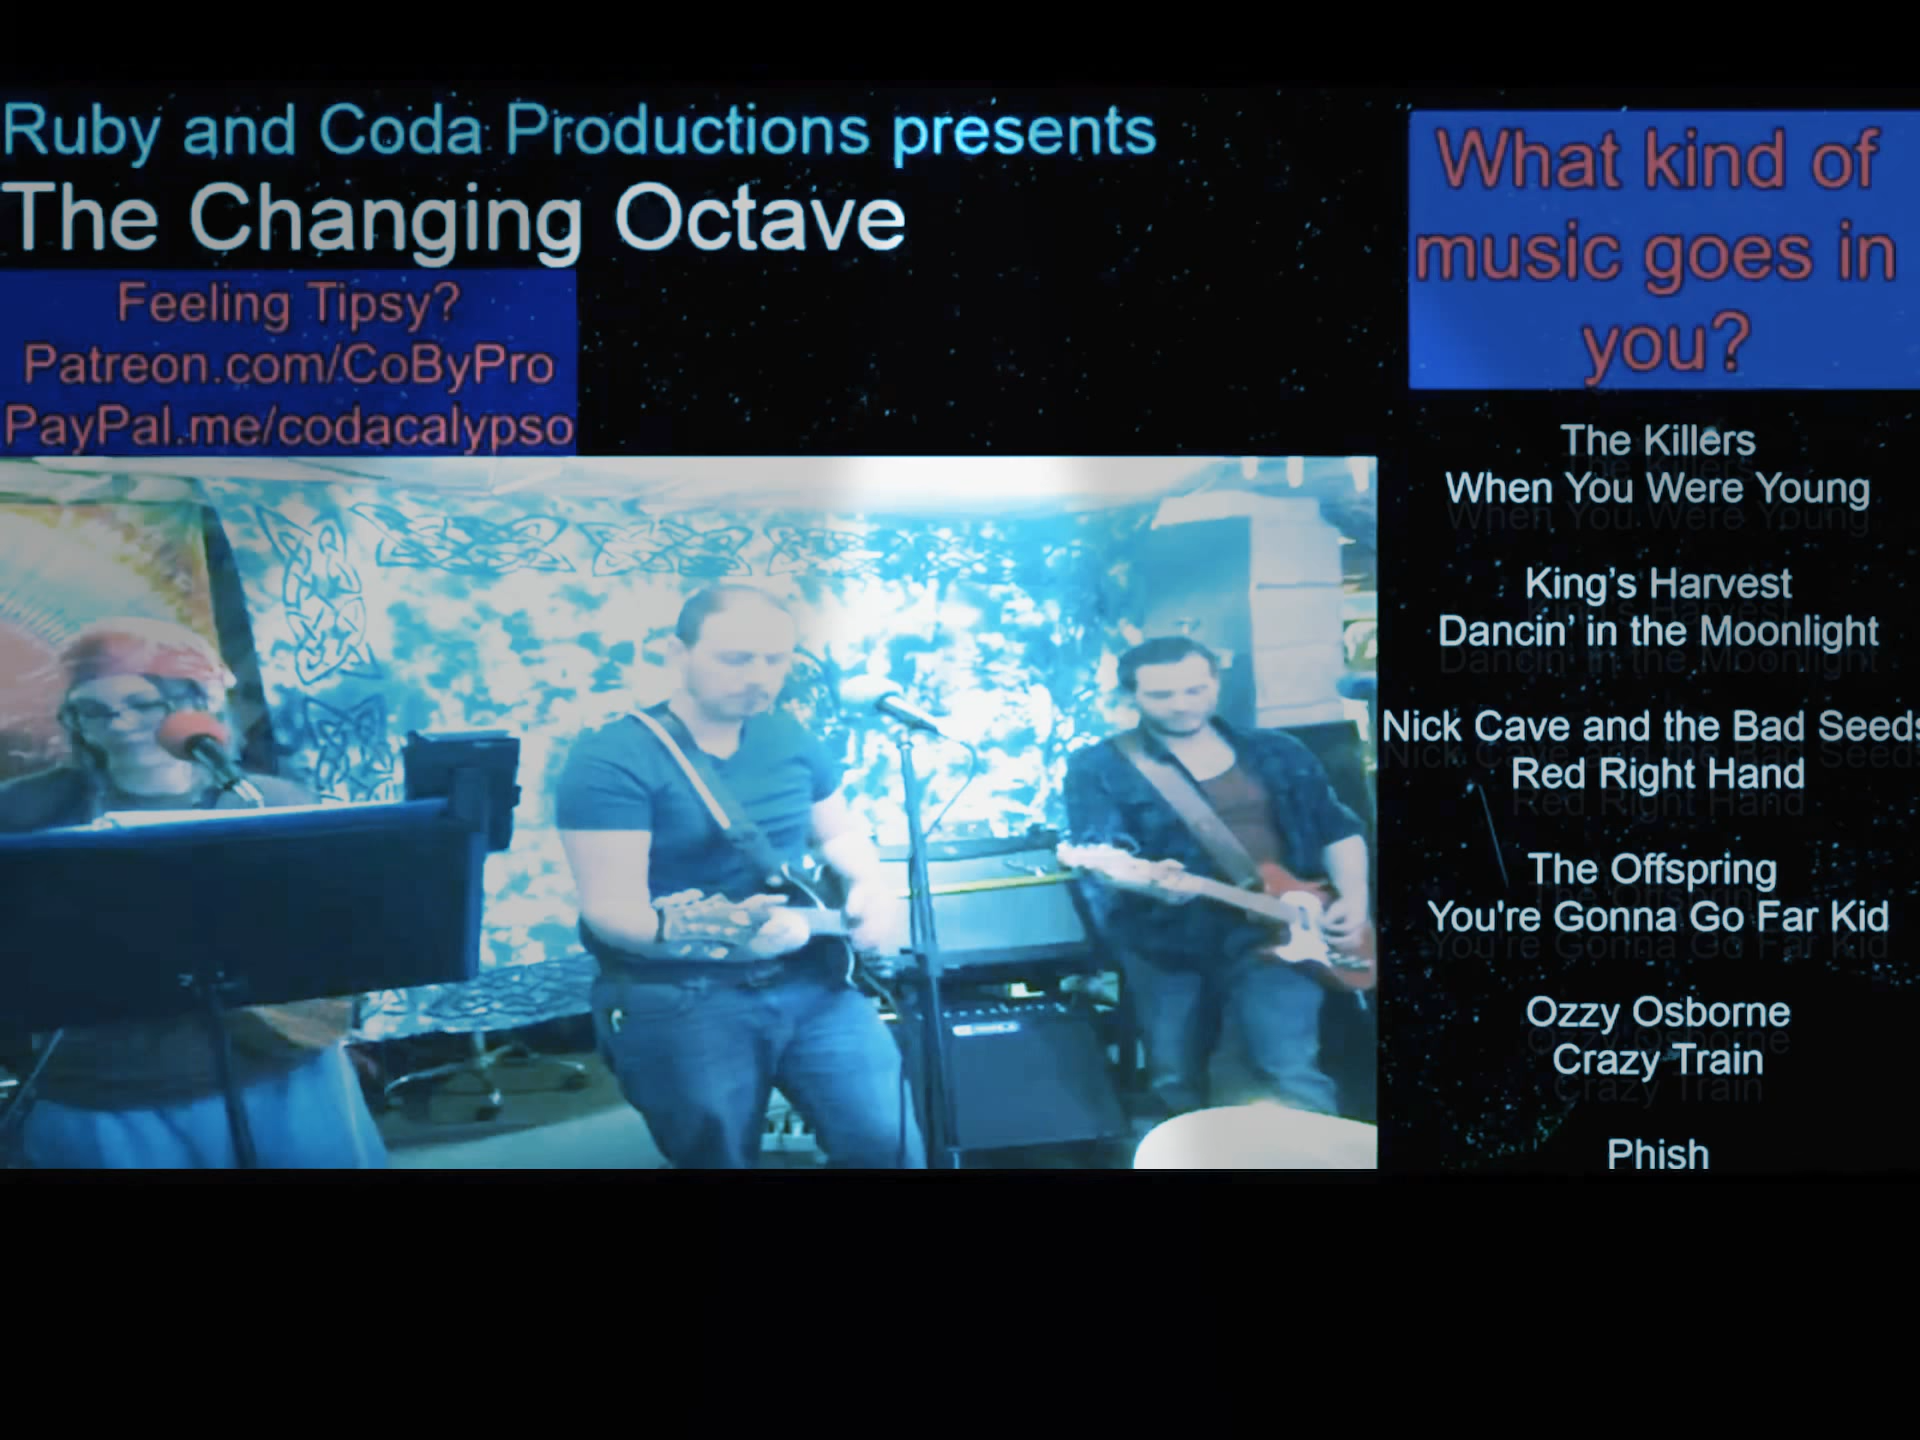 Ruby and Coda Productions presents
The Changing Octave
Feeling Tipsy?
Patreon.com/CoByPro
PayPal.me/codacalypso
What kind of
music goes in
you?
The Killers
When You Were Young
King’s Harvest
Dancin’ in the Moonlight
Nick Cave and the Bad Seeds
Red Right Hand
The Offspring
You're Gonna Go Far Kid
Ozzy Osborne
Crazy Train
Phish